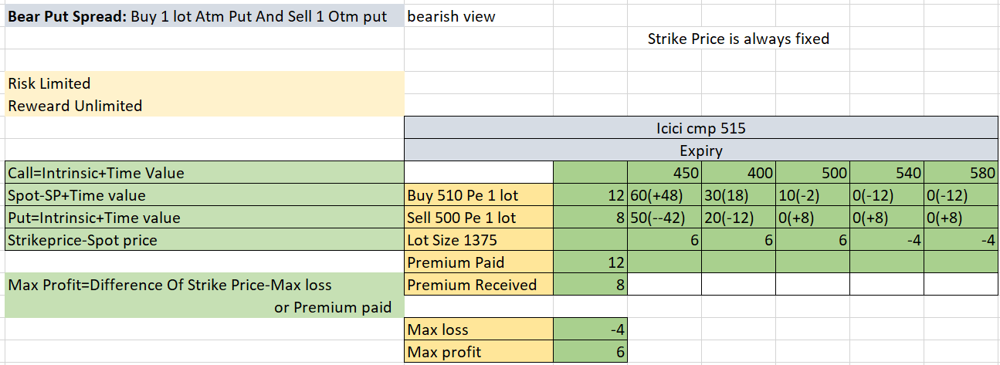 Bear Put Spread: Buy 1 lot Atm Put And Sell 1 Otm put bearish view
Strike Price is always fixed
Risk Limited
Reweard Unlimited
Icici cmp 515
Expiry
Call=Intrinsic+Time Value 450 400 500 540 580
Spot-SP+Time value Buy 510 Pe 1 lot 12 60(+48) 30(18) 10(-2) 0(-12) 0(-12)
Put=Intrinsic+Time value Sell 500 Pe 1 lot 8 50(--42) 20(-12) 0(+8) 0(+8) 0(+8)
Strikeprice-Spot price Lot Size 1375 6 6 6 -4 -4
Premium Paid 12
Max Profit=Difference Of Strike Price-Max loss Premium Received 8
or Premium paid
Max loss -4
Max profit 6